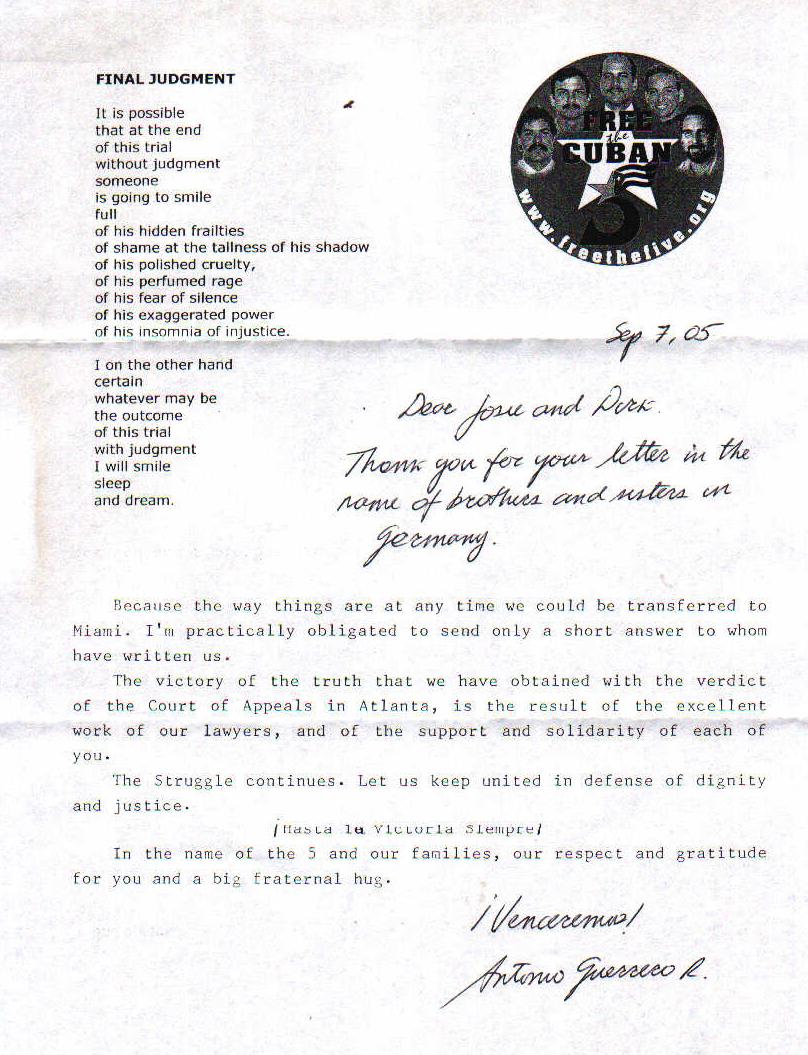 FINAL JUDGMENT
It is possible
that at the end
of this trial
without judgment
someone
is going to smile
full
of his hidden frailties
of shame at the tallness of his shadow
of his polished cruelty,
of his perfumed rage
of his fear of silence
of his exaggerated power
of his insomnia of injustice.
I on the other hand
certain
whatever may be
the outcome
of this trial
with judgment
I will smile
sleep
and dream.
FREE
the
CUBAN
5
www.freethefive.org
Sep 7, 05
Dear Josie and Dirk.
Thank you for your letter in the
name of brothers and sisters in
Germany.
Because the way things are at any time we could be transferred to
Miami. I'm practically obligated to send only a short answer to whom
have written us.
The victory of the truth that we have obtained with the verdict
of the Court of Appeals in Atlanta, is the result of the excellent
work of our lawyers, and of the support and solidarity of each of
you.
The Struggle continues. Let us keep united in defense of dignity
and justice.
¡Hasta la Victoria Siempre!
In the name of the 5 and our families, our respect and gratitude
for you and a big fraternal hug.
¡Venceremos!
Antonio Guerrero R.